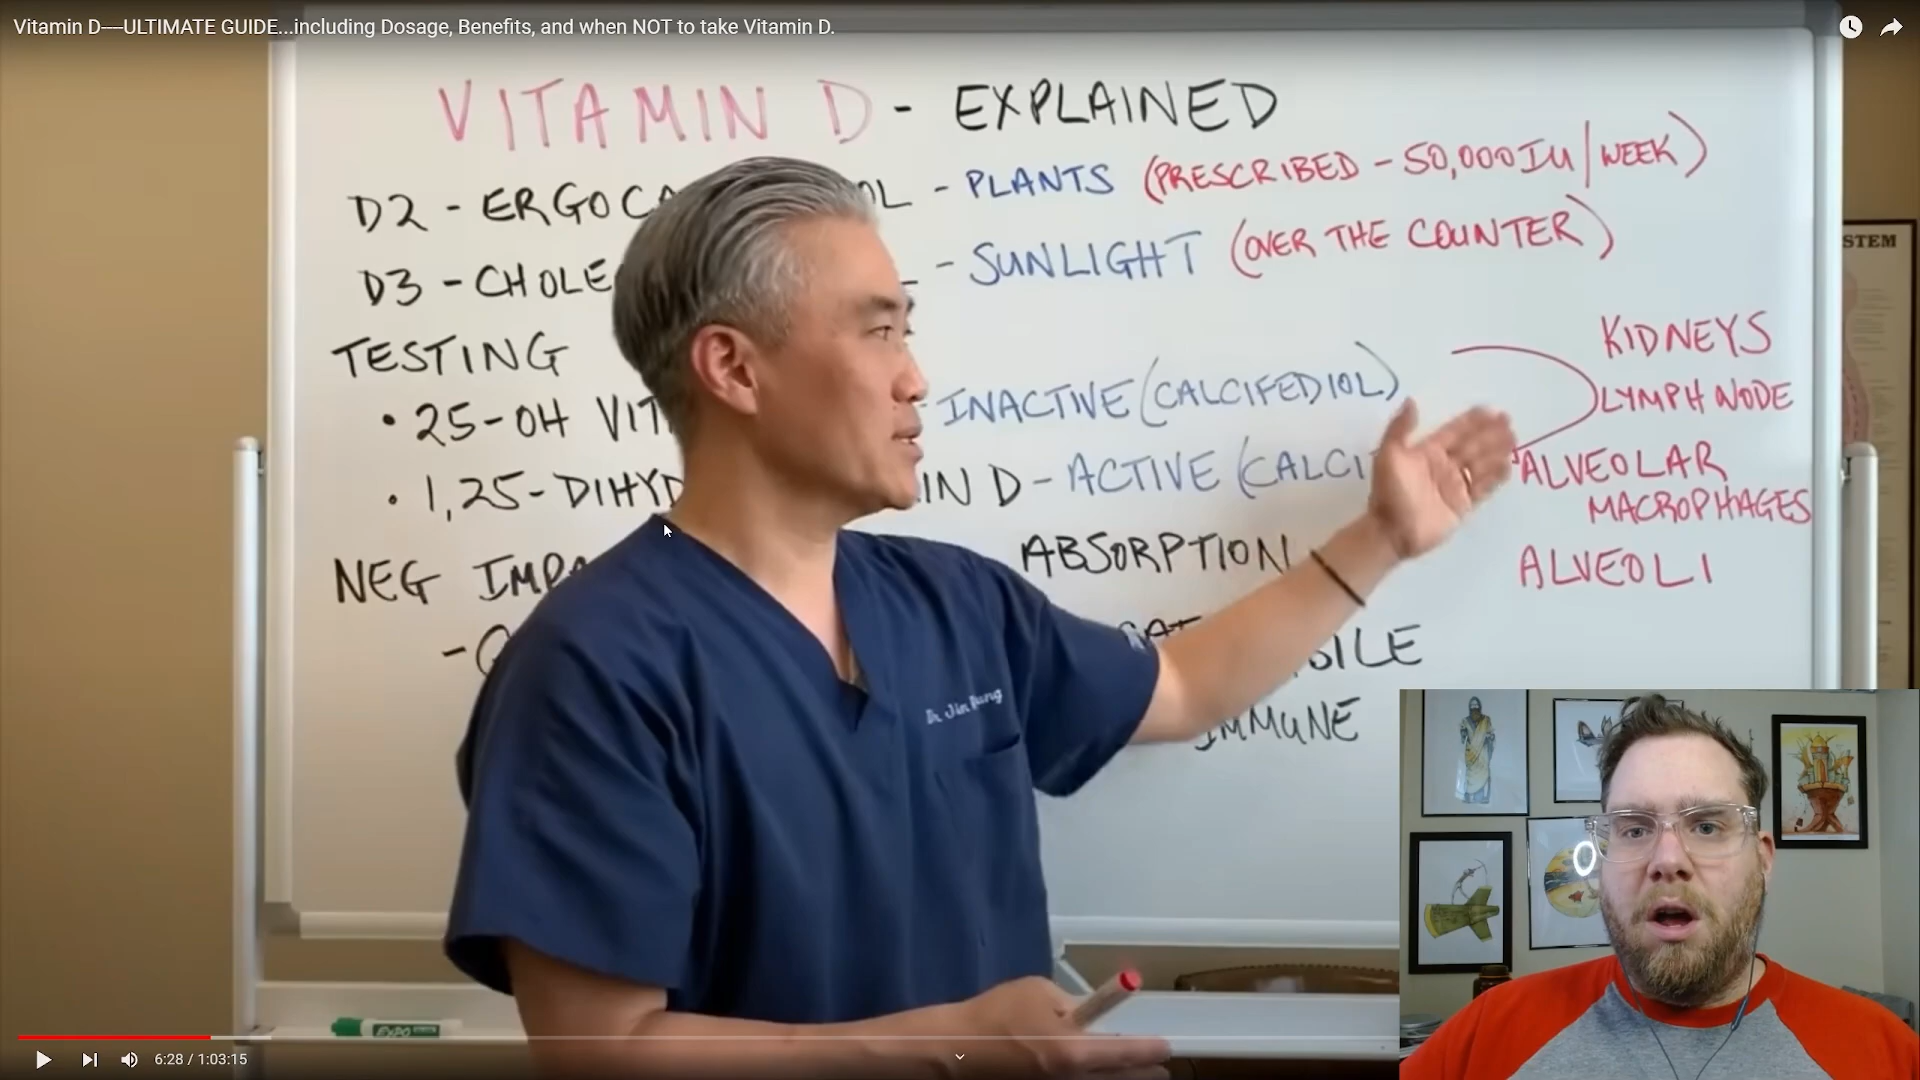 Vitamin D----ULTIMATE GUIDE...including Dosage, Benefits, and when NOT to take Vitamin D.
VITAMIN D - EXPLAINED
D2 - ERGOCA OL - PLANTS (PRESCRIBED - 50,000 IU/WEEK)
D3 - CHOLE L - SUNLIGHT (OVER THE COUNTER)
STEM
TESTING
KIDNEYS
• 25-OH VIT - INACTIVE (CALCIFEDIOL)
LYMPH NODE
• 1,25-DIHYD IN D - ACTIVE (CALCI
ALVEOLAR
MACROPHAGES
NEG IMPA ABSORPTION
ALVEOLI
IMMUNE
Dr. Jin
EXPO
6:28 / 1:03:15